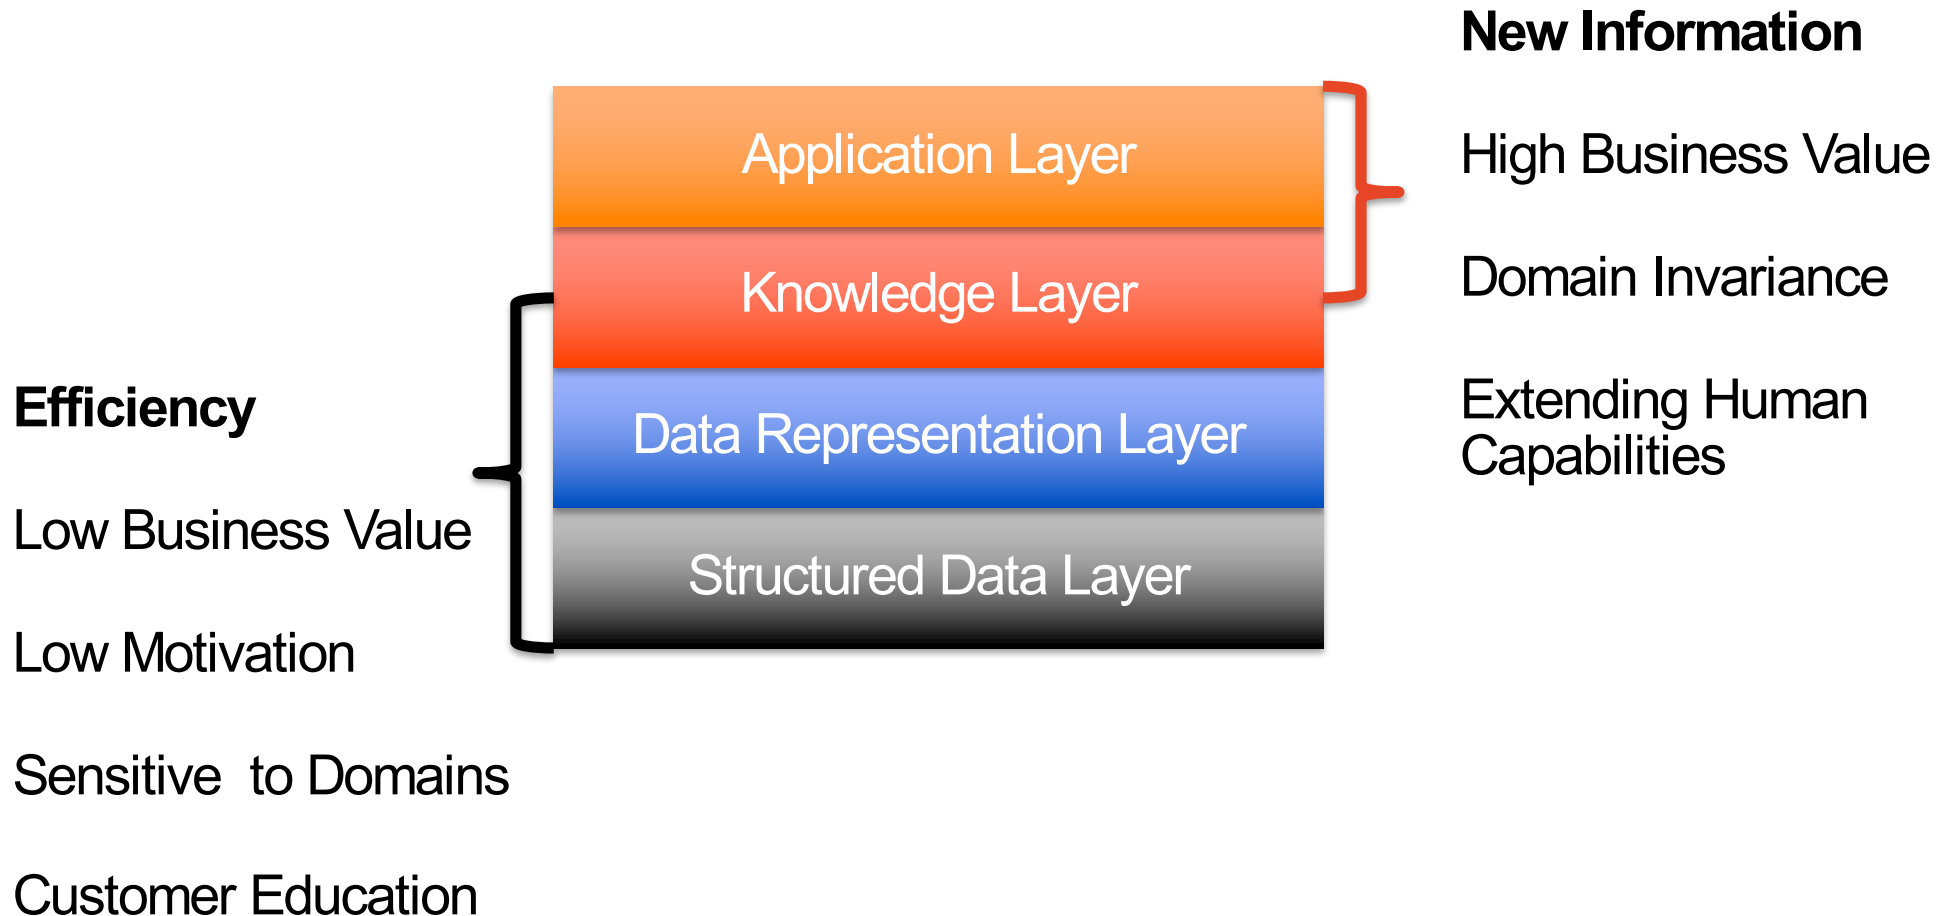 New Information
High Business Value
Domain Invariance
Extending Human
Capabilities
Application Layer
Knowledge Layer
Data Representation Layer
Structured Data Layer
Efficiency
Low Business Value
Low Motivation
Sensitive  to Domains
Customer Education